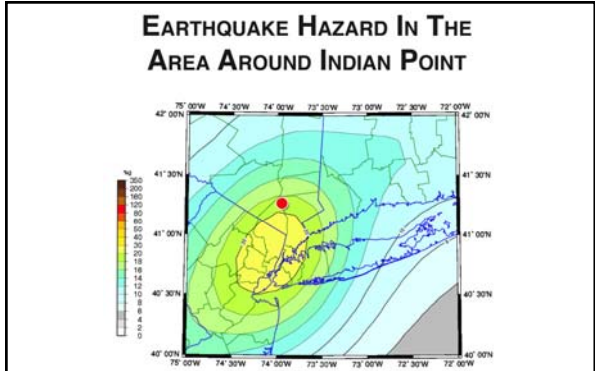 EARTHQUAKE HAZARD IN THE
AREA AROUND INDIAN POINT
75° 00'W 74° 30'W 74° 00'W 73° 30'W 73° 00'W 72° 30'W 72° 00'W
42° 00'N 42° 00'N
%g
350
200
160
120
80
60
50
40
30
20
18
16
14
12
10
8
6
4
2
0
41° 30'N 41° 30'N
41° 00'N 41° 00'N
40° 30'N 40° 30'N
40° 00'N 40° 00'N
75° 00'W 74° 30'W 74° 00'W 73° 30'W 73° 00'W 72° 30'W 72° 00'W